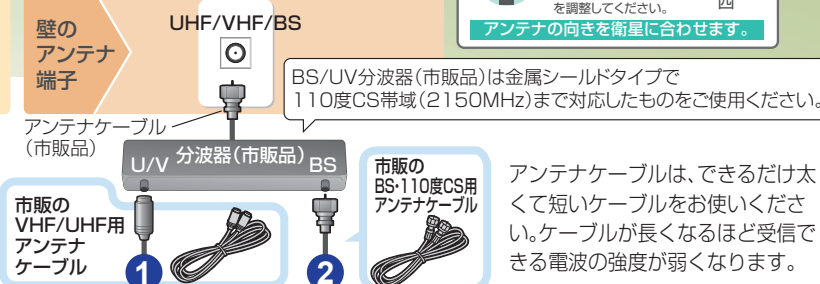 を調整してください。
アンテナの向きを衛星に合わせます。
壁の
アンテナ
端子
UHF/VHF/BS
BS/UV分波器(市販品)は金属シールドタイプで
110度CS帯域(2150MHz)まで対応したものをご使用ください。
アンテナケーブル
(市販品)
U/V 分波器(市販品) BS
市販の
VHF/UHF用
アンテナ
ケーブル
1
2
市販の
BS・110度CS用
アンテナケーブル
アンテナケーブルは、できるだけ太
くて短いケーブルをお使いくださ
い。ケーブルが長くなるほど受信で
きる電波の強度が弱くなります。